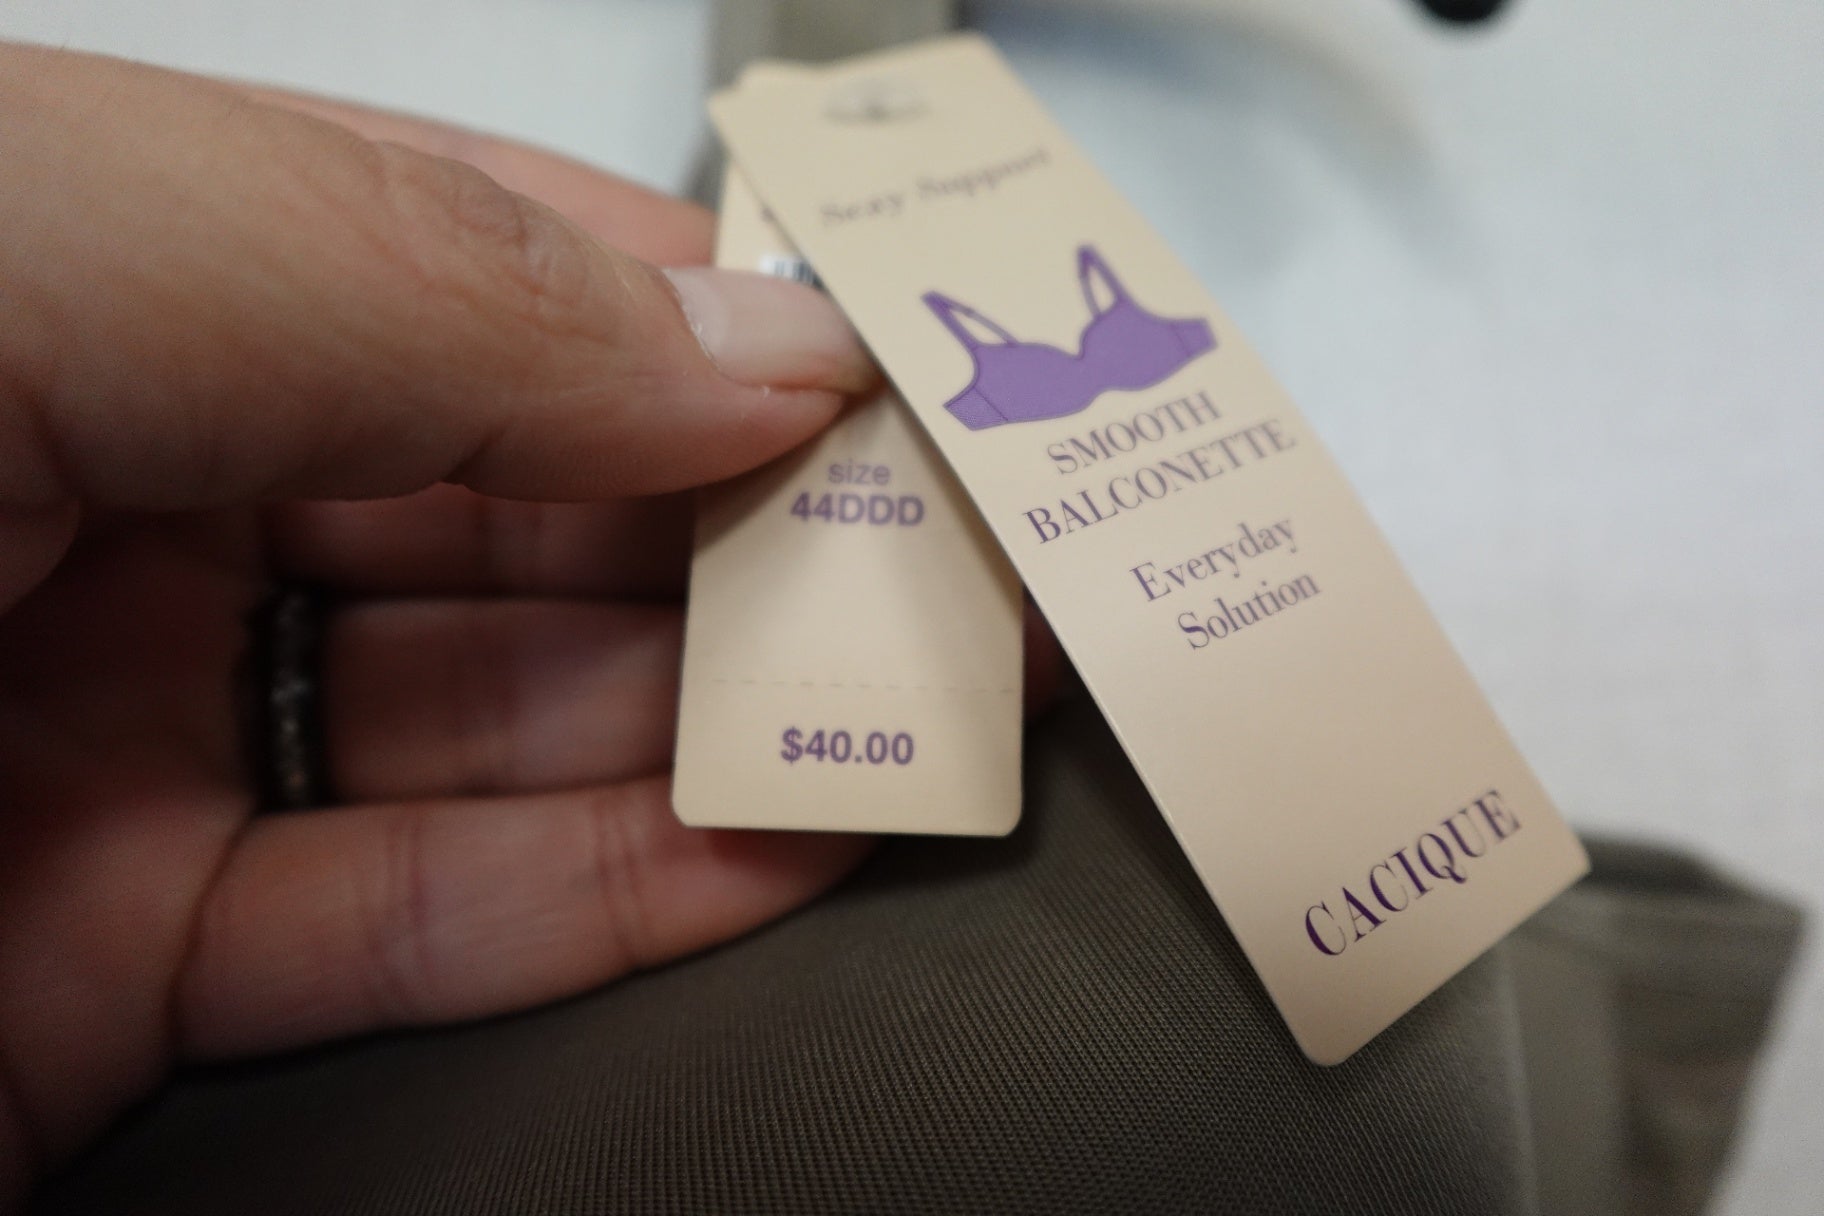 Sexy Support
SMOOTH
BALCONETTE
Everyday
Solution
CACIQUE
size
44DDD
$40.00